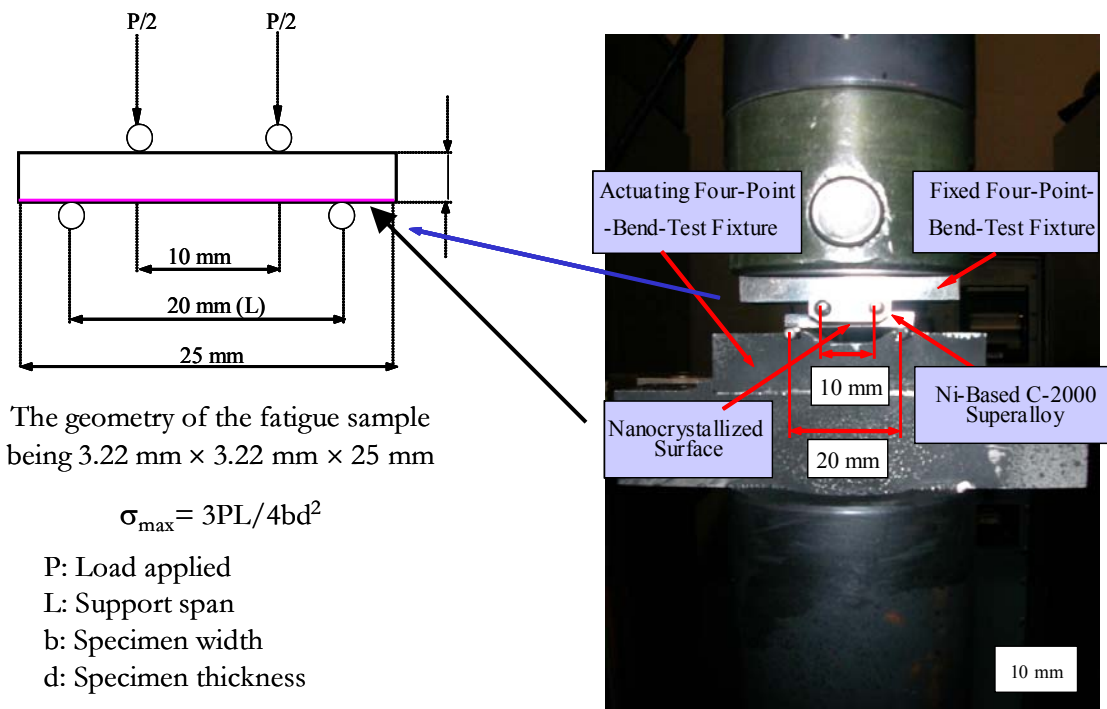 P/2
P/2
10 mm
20 mm (L)
25 mm
The geometry of the fatigue sample
being 3.22 mm × 3.22 mm × 25 mm
σmax= 3PL/4bd²
P: Load applied
L: Support span
b: Specimen width
d: Specimen thickness
Actuating Four-Point
-Bend-Test Fixture
Fixed Four-Point-
Bend-Test Fixture
10 mm
Nanocrystallized
Surface
20 mm
Ni-Based C-2000
Superalloy
10 mm